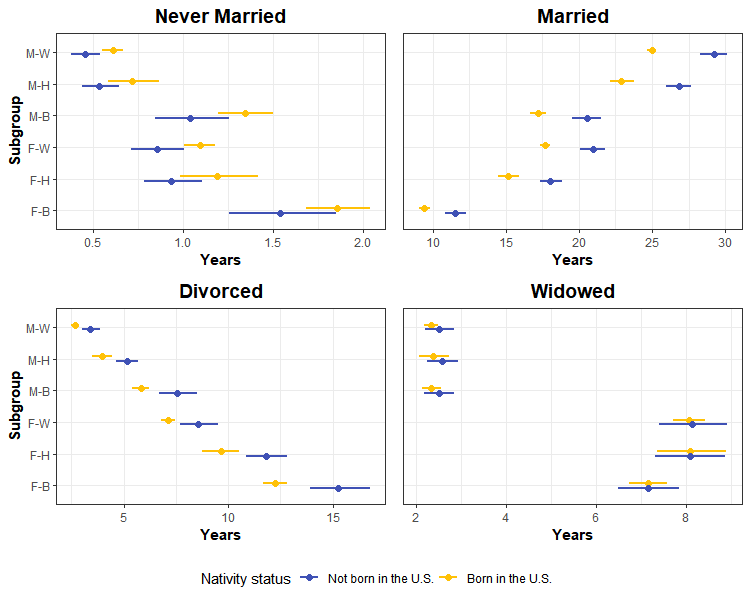 Never Married
Married
Subgroup
M-W
M-H
M-B
F-W
F-H
F-B
0.5 1.0 1.5 2.0
Years
10 15 20 25 30
Years
Divorced
Widowed
Subgroup
M-W
M-H
M-B
F-W
F-H
F-B
5 10 15
Years
2 4 6 8
Years
Nativity status Not born in the U.S. Born in the U.S.